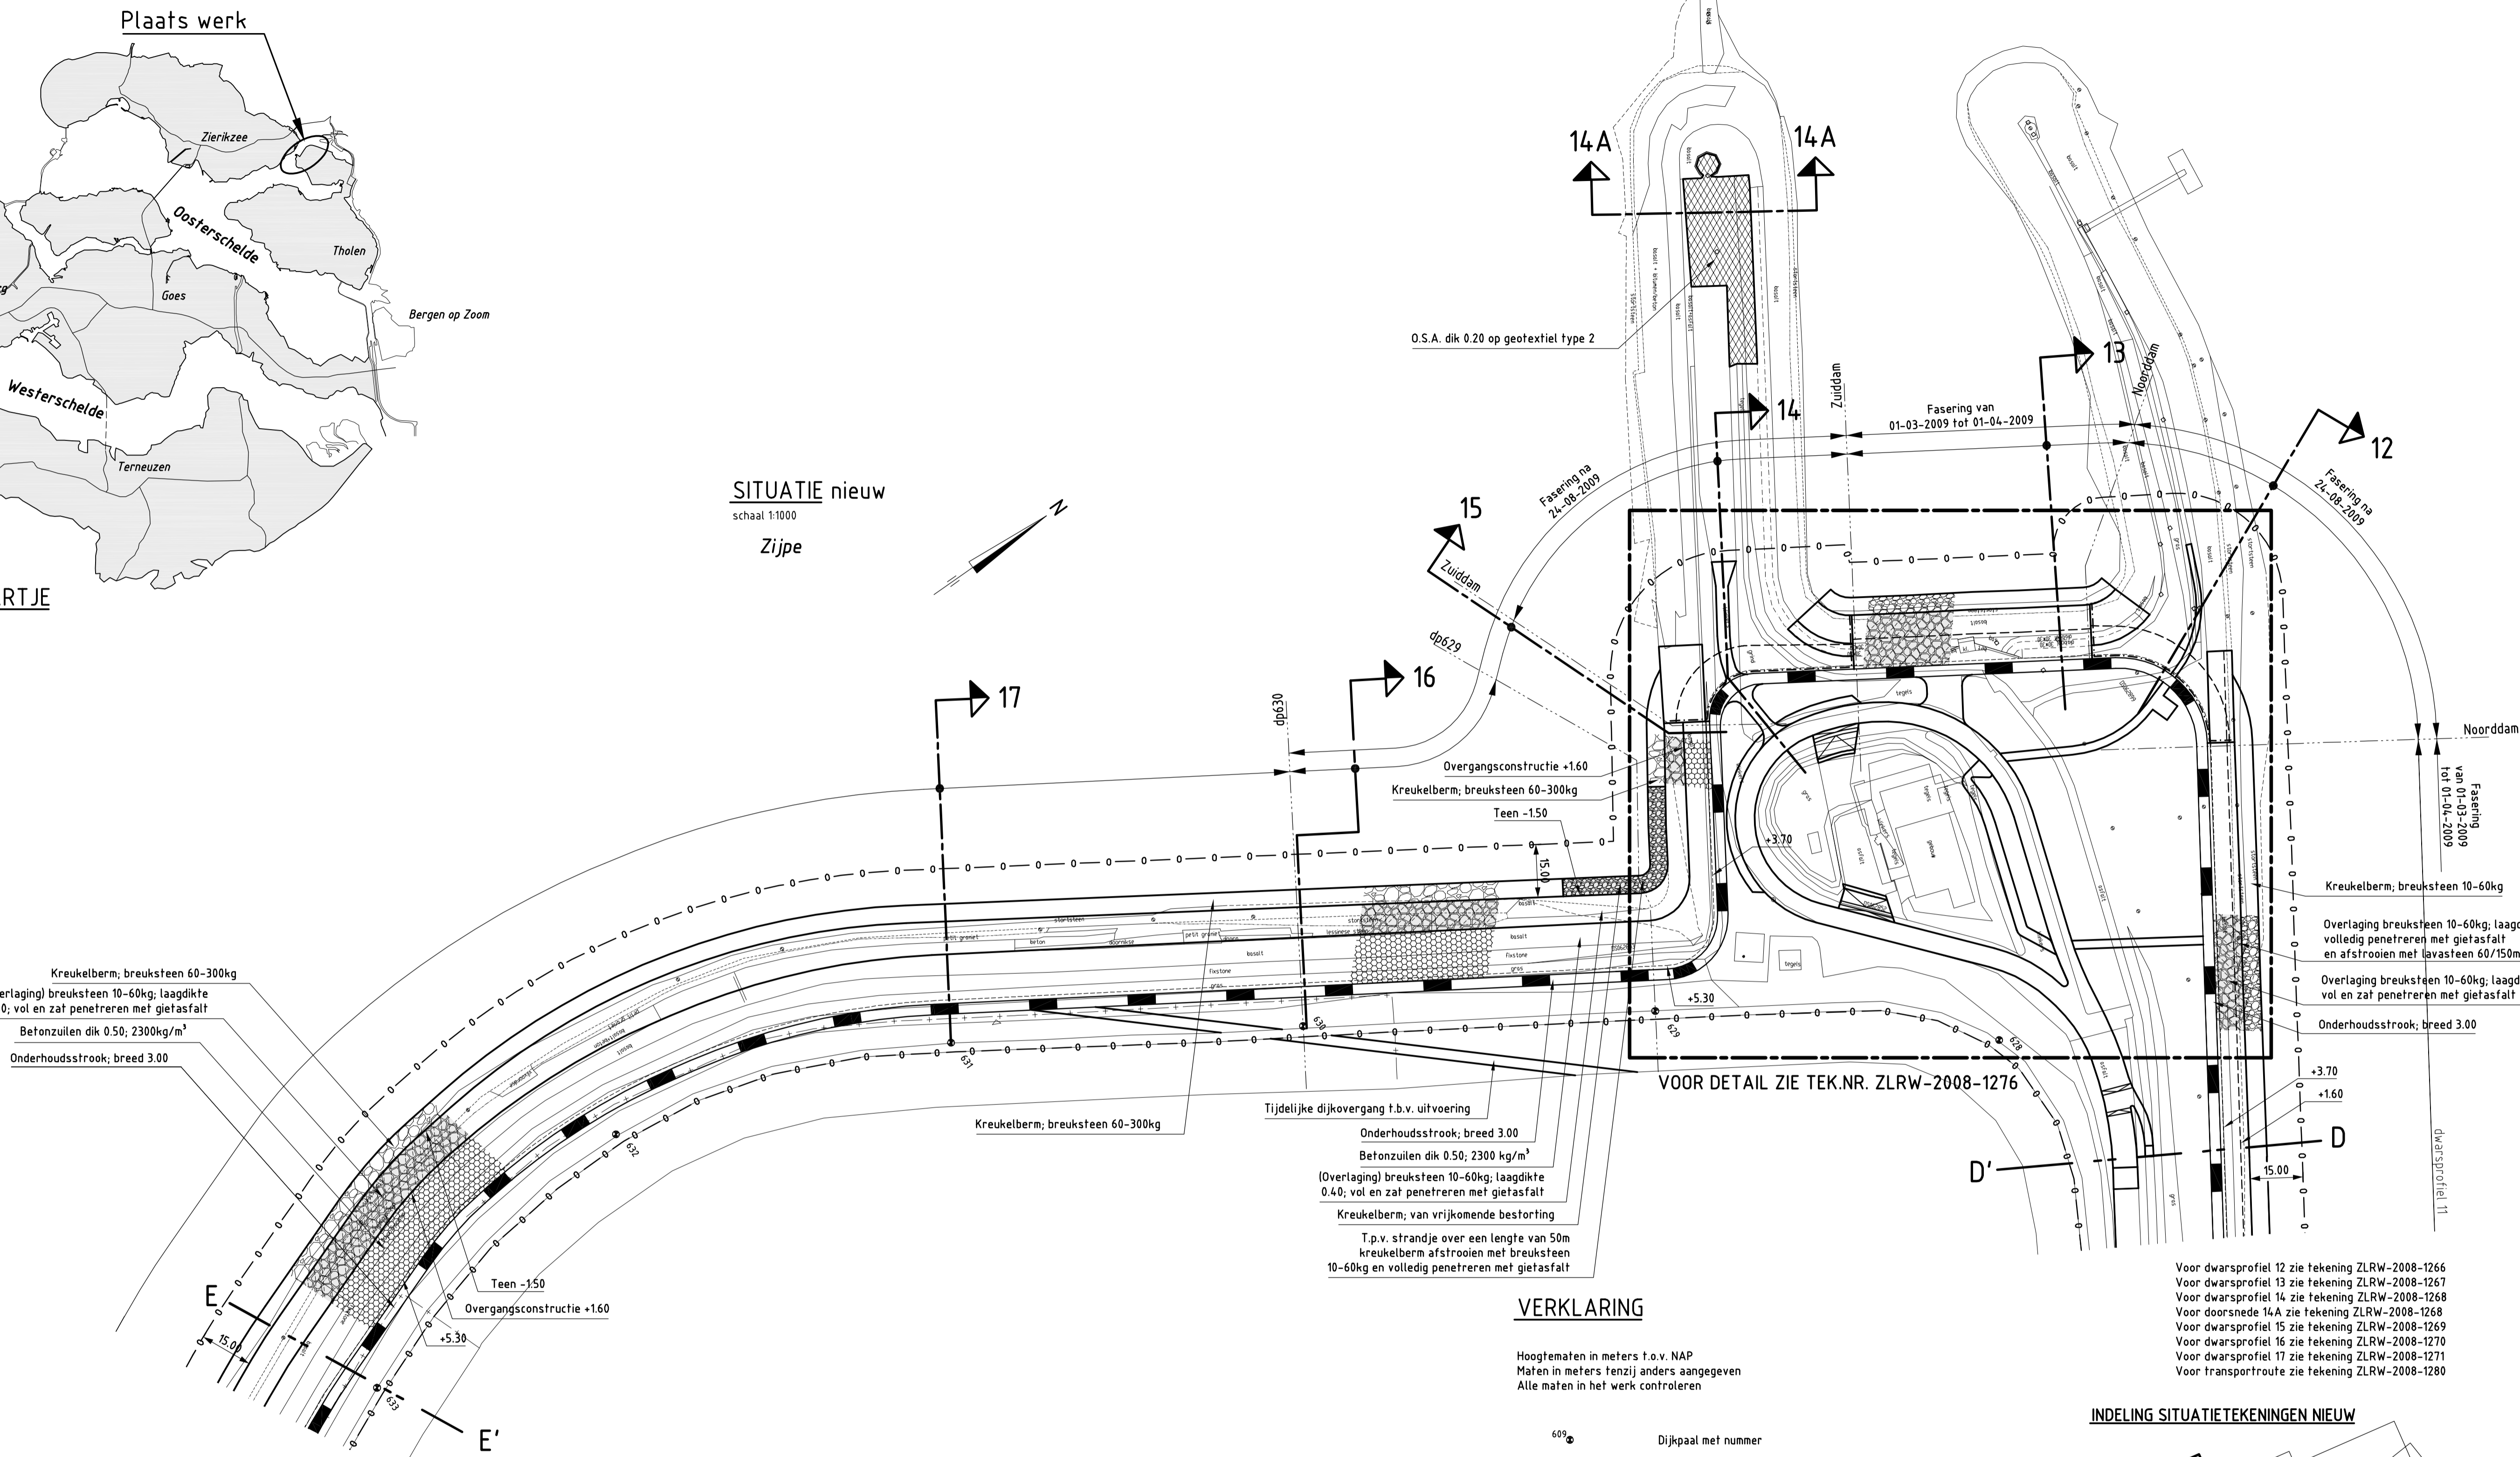 Plaats werk
Zierikzee
Oosterschelde
Tholen
Goes
Bergen op Zoom
Westerschelde
Terneuzen
RTJE
SITUATIE nieuw
schaal 1:1000
Zijpe
N
14A
14A
O.S.A. dik 0.20 op geotextiel type 2
Zuiddam
Fasering van
01-03-2009 tot 01-04-2009
Noorddam
13
14
12
Fasering na
24-08-2009
Fasering na
24-08-2009
15
Zuiddam
dp629
16
dp630
17
Noorddam
Fasering
van 01-03-2009
tot 01-04-2009
Overgangsconstructie +1.60
Kreukelberm; breuksteen 60-300kg
Teen -1.50
15.00
+3.70
+5.30
Kreukelberm; breuksteen 10-60kg
Overlaging breuksteen 10-60kg; laagd
volledig penetreren met gietasfalt
en afstrooien met lavasteen 60/150m
Overlaging breuksteen 10-60kg; laagd
vol en zat penetreren met gietasfalt
Onderhoudsstrook; breed 3.00
+3.70
+1.60
D
D'
15.00
dwarsprofiel 11
VOOR DETAIL ZIE TEK.NR. ZLRW-2008-1276
628
629
630
631
632
633
Kreukelberm; breuksteen 60-300kg
erlaging) breuksteen 10-60kg; laagdikte
0; vol en zat penetreren met gietasfalt
Betonzuilen dik 0.50; 2300kg/m³
Onderhoudsstrook; breed 3.00
Kreukelberm; breuksteen 60-300kg
Tijdelijke dijkovergang t.b.v. uitvoering
Onderhoudsstrook; breed 3.00
Betonzuilen dik 0.50; 2300 kg/m³
(Overlaging) breuksteen 10-60kg; laagdikte
0.40; vol en zat penetreren met gietasfalt
Kreukelberm; van vrijkomende bestorting
T.p.v. strandje over een lengte van 50m
kreukelberm afstrooien met breuksteen
10-60kg en volledig penetreren met gietasfalt
Teen -1.50
Overgangsconstructie +1.60
+5.30
E
15.00
E'
VERKLARING
Hoogtematen in meters t.o.v. NAP
Maten in meters tenzij anders aangegeven
Alle maten in het werk controleren
609
Dijkpaal met nummer
Voor dwarsprofiel 12 zie tekening ZLRW-2008-1266
Voor dwarsprofiel 13 zie tekening ZLRW-2008-1267
Voor dwarsprofiel 14 zie tekening ZLRW-2008-1268
Voor doorsnede 14A zie tekening ZLRW-2008-1268
Voor dwarsprofiel 15 zie tekening ZLRW-2008-1269
Voor dwarsprofiel 16 zie tekening ZLRW-2008-1270
Voor dwarsprofiel 17 zie tekening ZLRW-2008-1271
Voor transportroute zie tekening ZLRW-2008-1280
INDELING SITUATIETEKENINGEN NIEUW